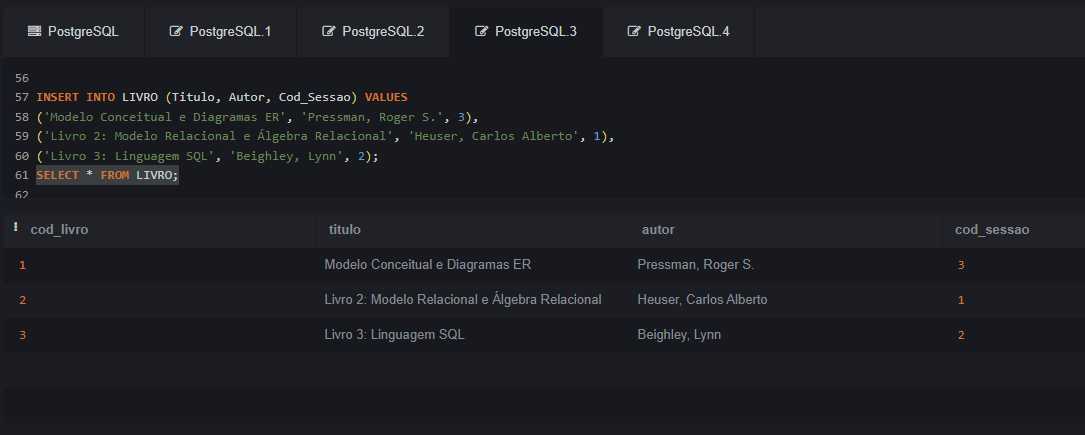 PostgreSQL PostgreSQL.1 PostgreSQL.2 PostgreSQL.3 PostgreSQL.4
56
57 INSERT INTO LIVRO (Titulo, Autor, Cod_Sessao) VALUES
58 ('Modelo Conceitual e Diagramas ER', 'Pressman, Roger S.', 3),
59 ('Livro 2: Modelo Relacional e Álgebra Relacional', 'Heuser, Carlos Alberto', 1),
60 ('Livro 3: Linguagem SQL', 'Beighley, Lynn', 2);
61 SELECT * FROM LIVRO;
62
cod_livro titulo autor cod_sessao
1 Modelo Conceitual e Diagramas ER Pressman, Roger S. 3
2 Livro 2: Modelo Relacional e Álgebra Relacional Heuser, Carlos Alberto 1
3 Livro 3: Linguagem SQL Beighley, Lynn 2